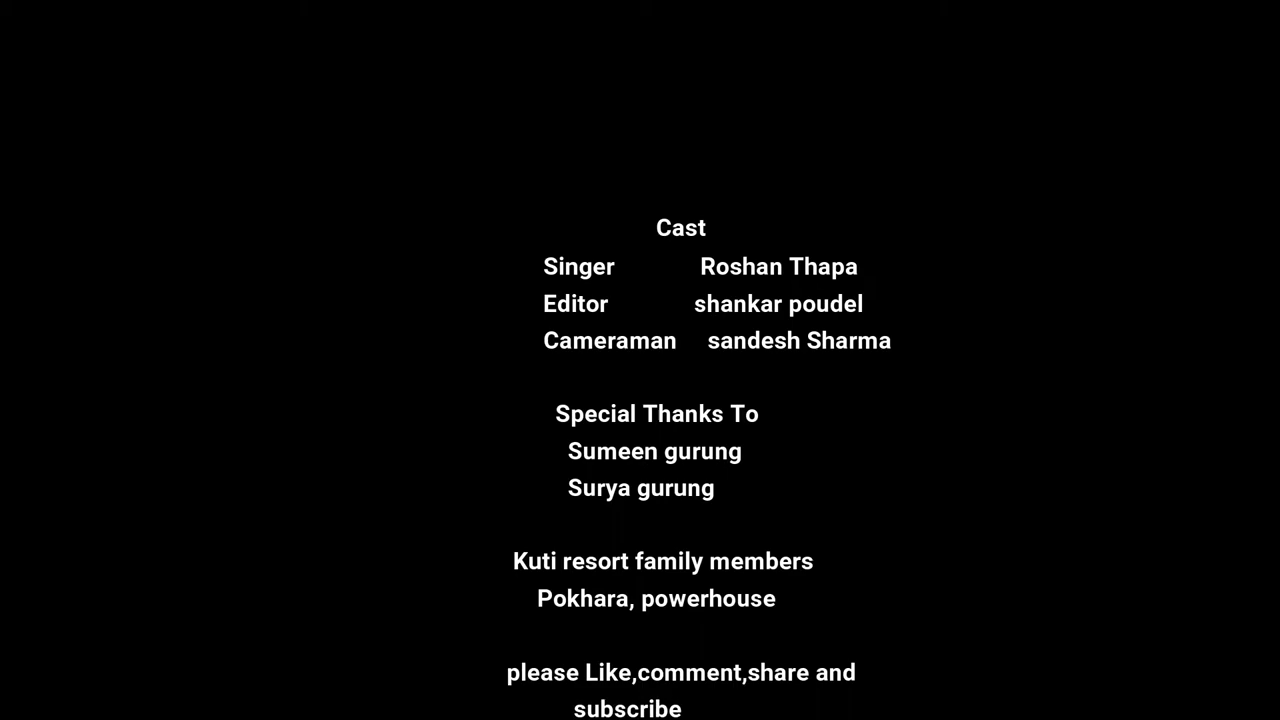 Cast
Singer Roshan Thapa
Editor shankar poudel
Cameraman sandesh Sharma
Special Thanks To
Sumeen gurung
Surya gurung
Kuti resort family members
Pokhara, powerhouse
please Like,comment,share and
subscribe